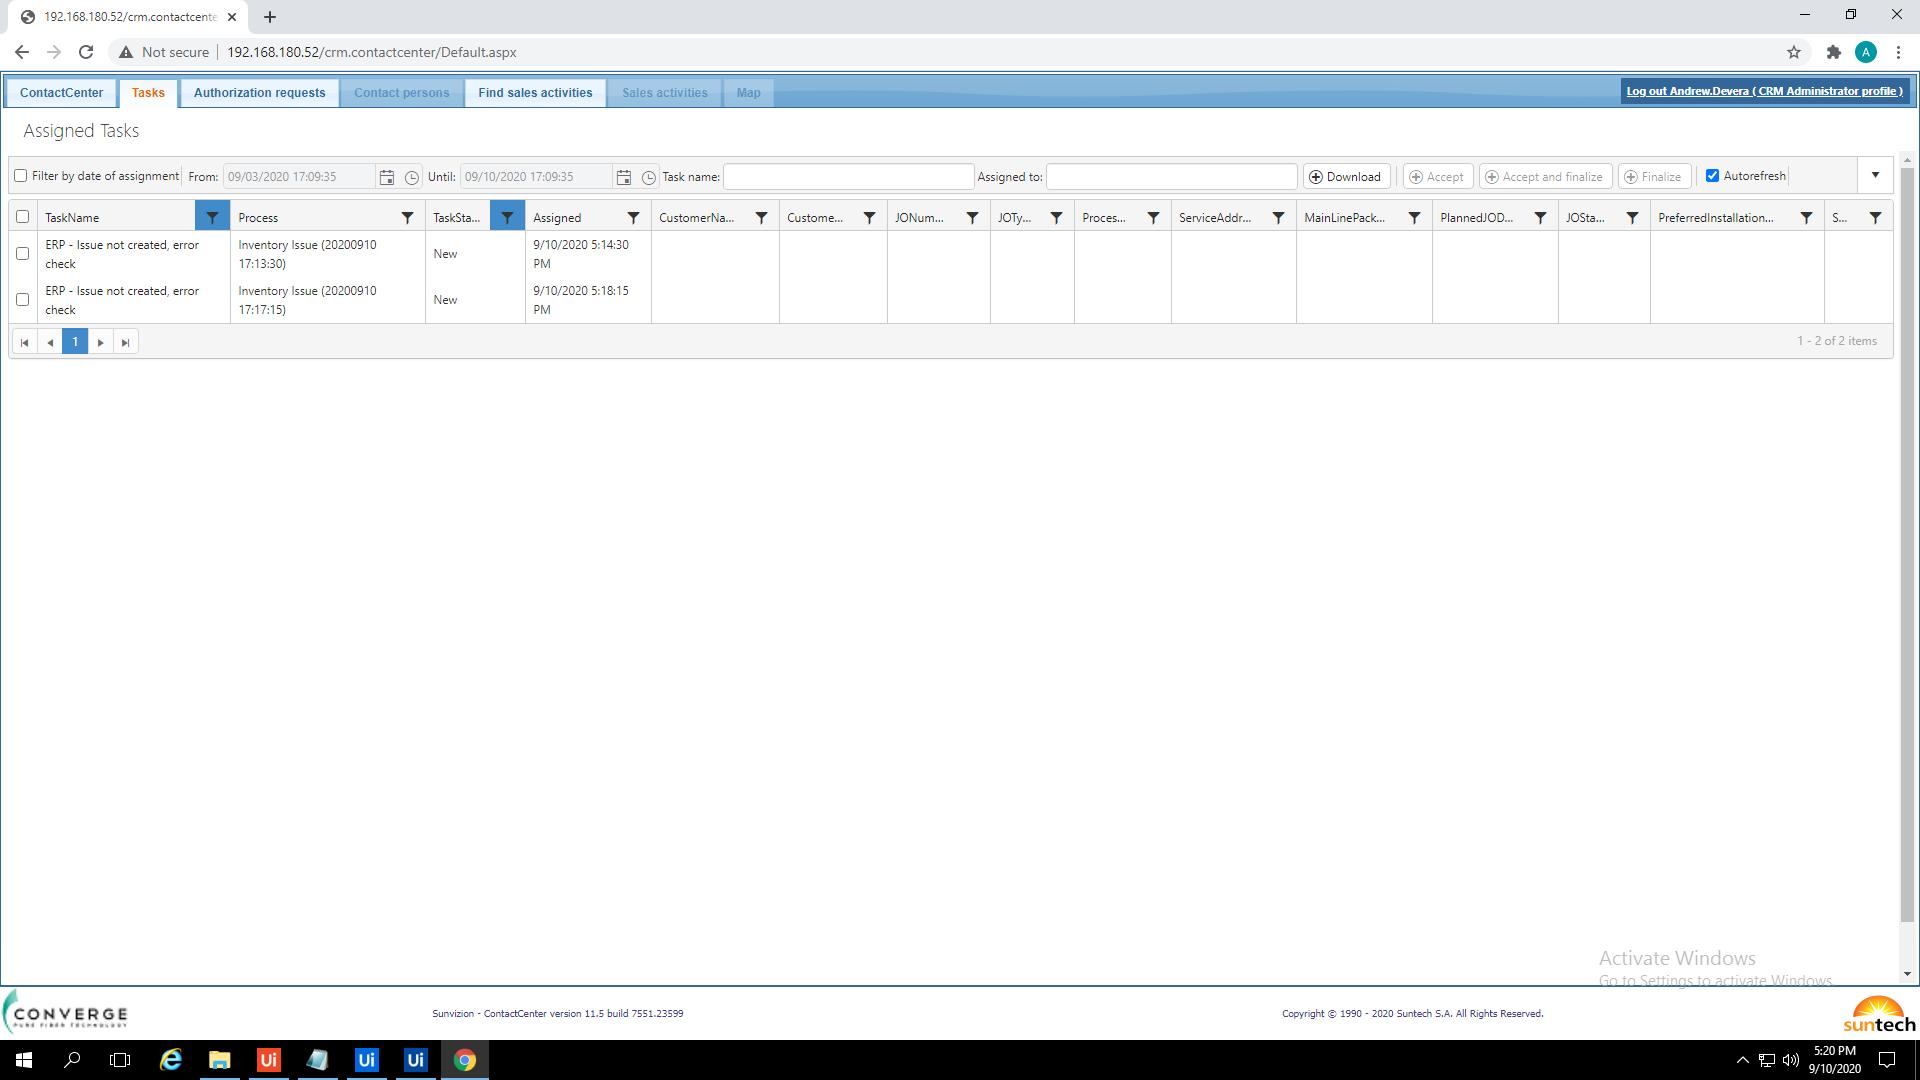 192.168.180.52/crm.contactcente
Not secure
192.168.180.52/crm.contactcenter/Default.aspx
A
ContactCenter
Tasks
Authorization requests
Contact persons
Find sales activities
Sales activities
Map
Log out Andrew.Devera ( CRM Administrator profile )
Assigned Tasks
Filter by date of assignment From: 09/03/2020 17:09:35 Until: 09/10/2020 17:09:35 Task name: Assigned to: Download Accept Accept and finalize Finalize Autorefresh
TaskName Process TaskSta... Assigned CustomerNa... Custome... JONum... JOTy... Proces... ServiceAddr... MainLinePack... PlannedJOD... JOSta... PreferredInstallation... S...
ERP - Issue not created, error check
Inventory Issue (20200910 17:13:30)
New
9/10/2020 5:14:30 PM
ERP - Issue not created, error check
Inventory Issue (20200910 17:17:15)
New
9/10/2020 5:18:15 PM
1
1 - 2 of 2 items
Activate Windows
Go to Settings to activate Windows.
CONVERGE
PURE FIBER TECHNOLOGY
Sunvizion - ContactCenter version 11.5 build 7551.23599
Copyright © 1990 - 2020 Suntech S.A. All Rights Reserved.
suntech
Ui
Ui
Ui
5:20 PM
9/10/2020